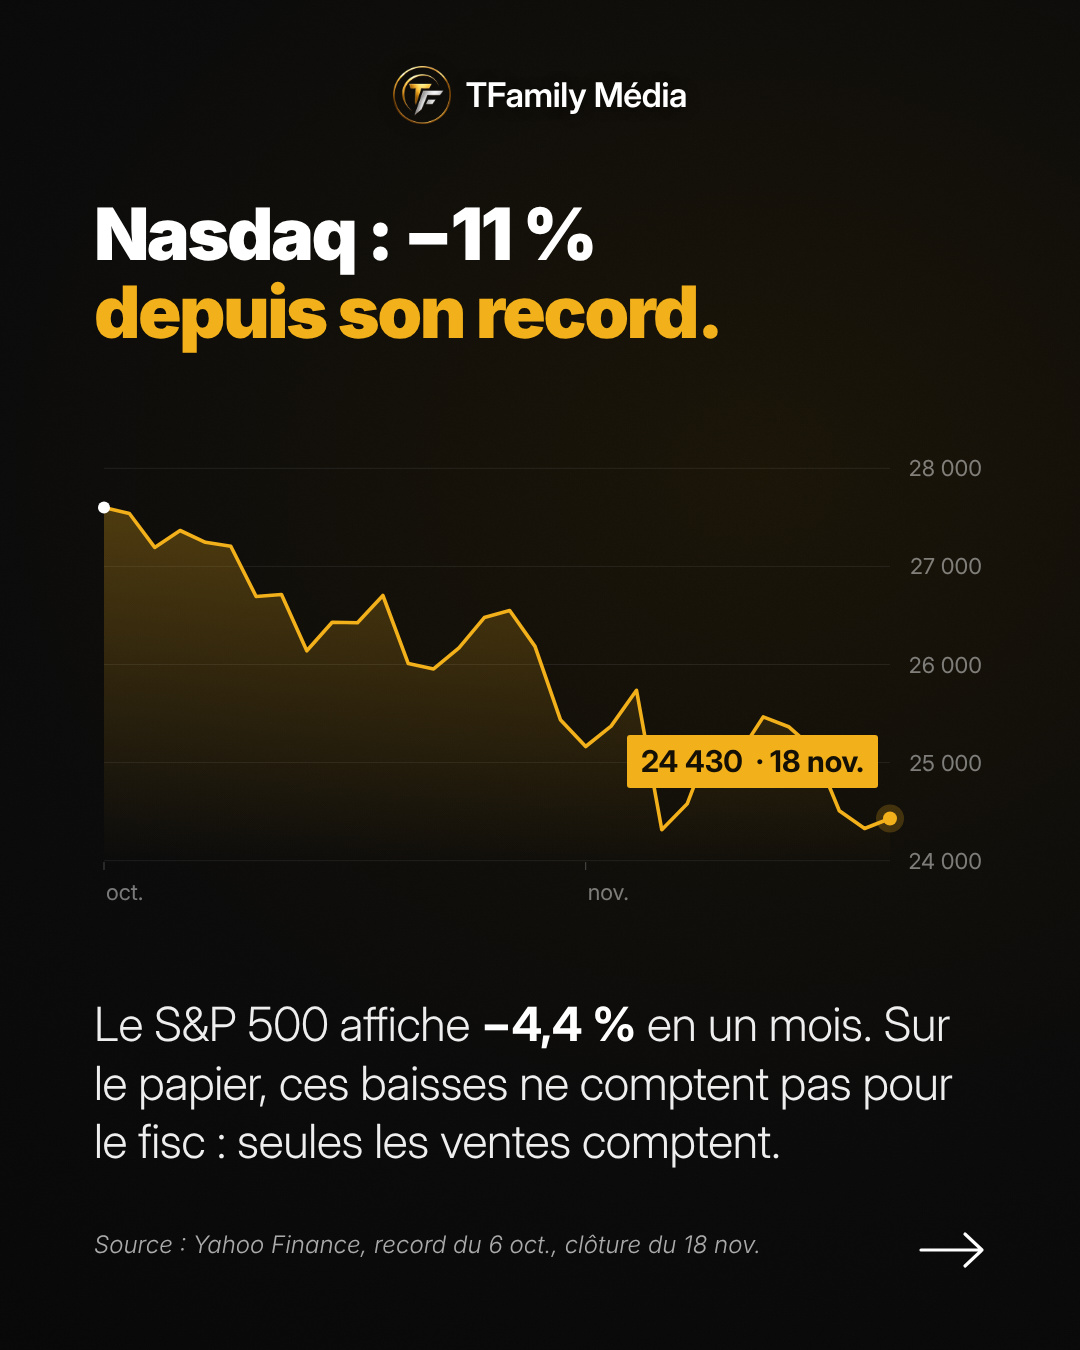 TF TFamily Média
Nasdaq : −11 %
depuis son record.
28 000
27 000
26 000
25 000
24 430 · 18 nov.
24 000
oct.
nov.
Le S&P 500 affiche −4,4 % en un mois. Sur
le papier, ces baisses ne comptent pas pour
le fisc : seules les ventes comptent.
Source : Yahoo Finance, record du 6 oct., clôture du 18 nov.